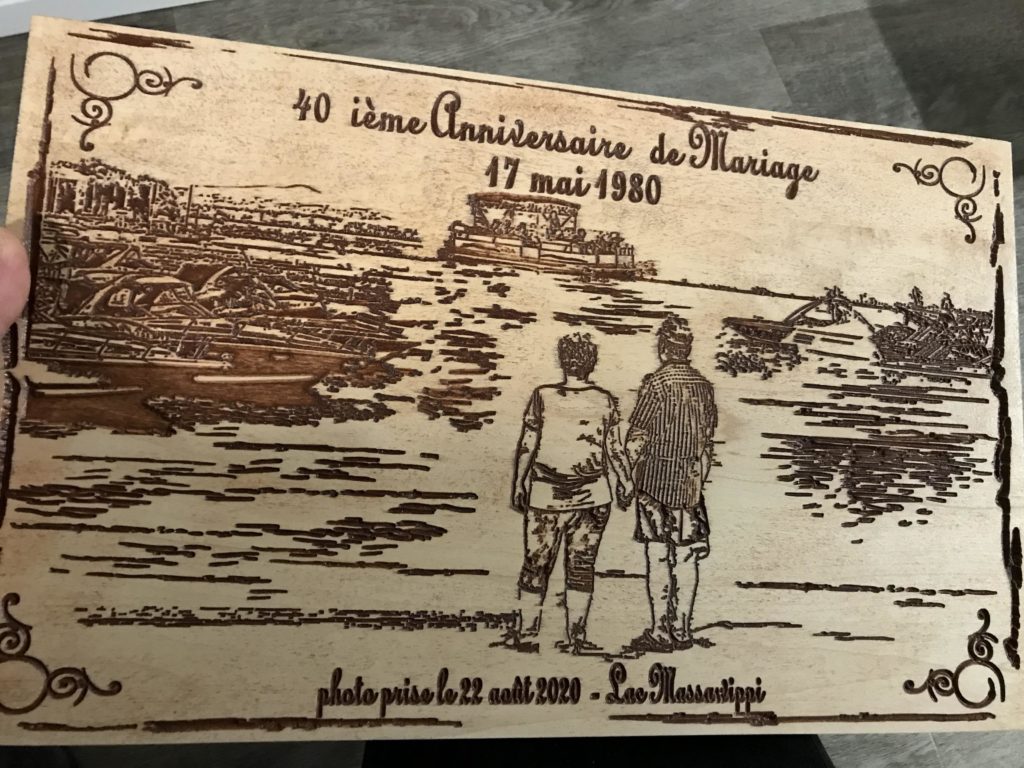 40 ième Anniversaire de Mariage
17 mai 1980
photo prise le 22 août 2020 - Lac Massawippi